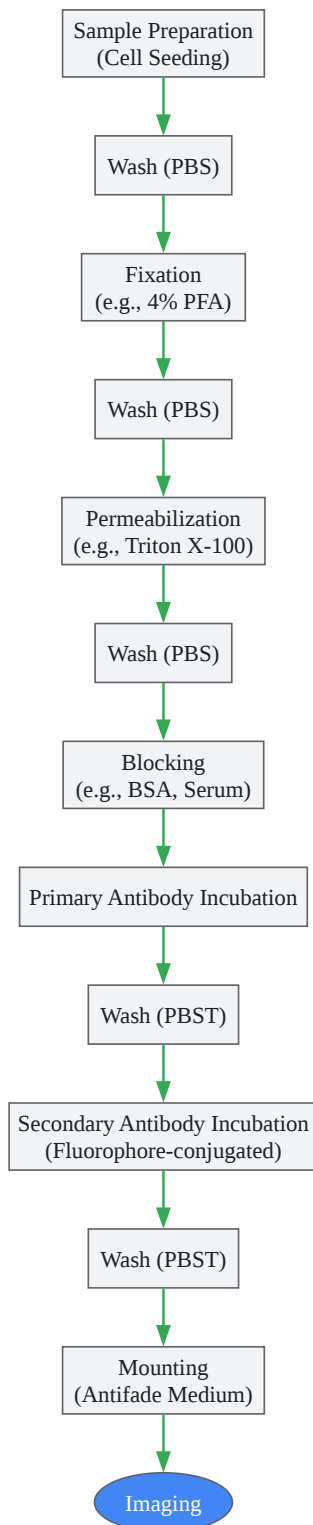 Sample Preparation
(Cell Seeding)
Wash (PBS)
Fixation
(e.g., 4% PFA)
Wash (PBS)
Permeabilization
(e.g., Triton X-100)
Wash (PBS)
Blocking
(e.g., BSA, Serum)
Primary Antibody Incubation
Wash (PBST)
Secondary Antibody Incubation
(Fluorophore-conjugated)
Wash (PBST)
Mounting
(Antifade Medium)
Imaging